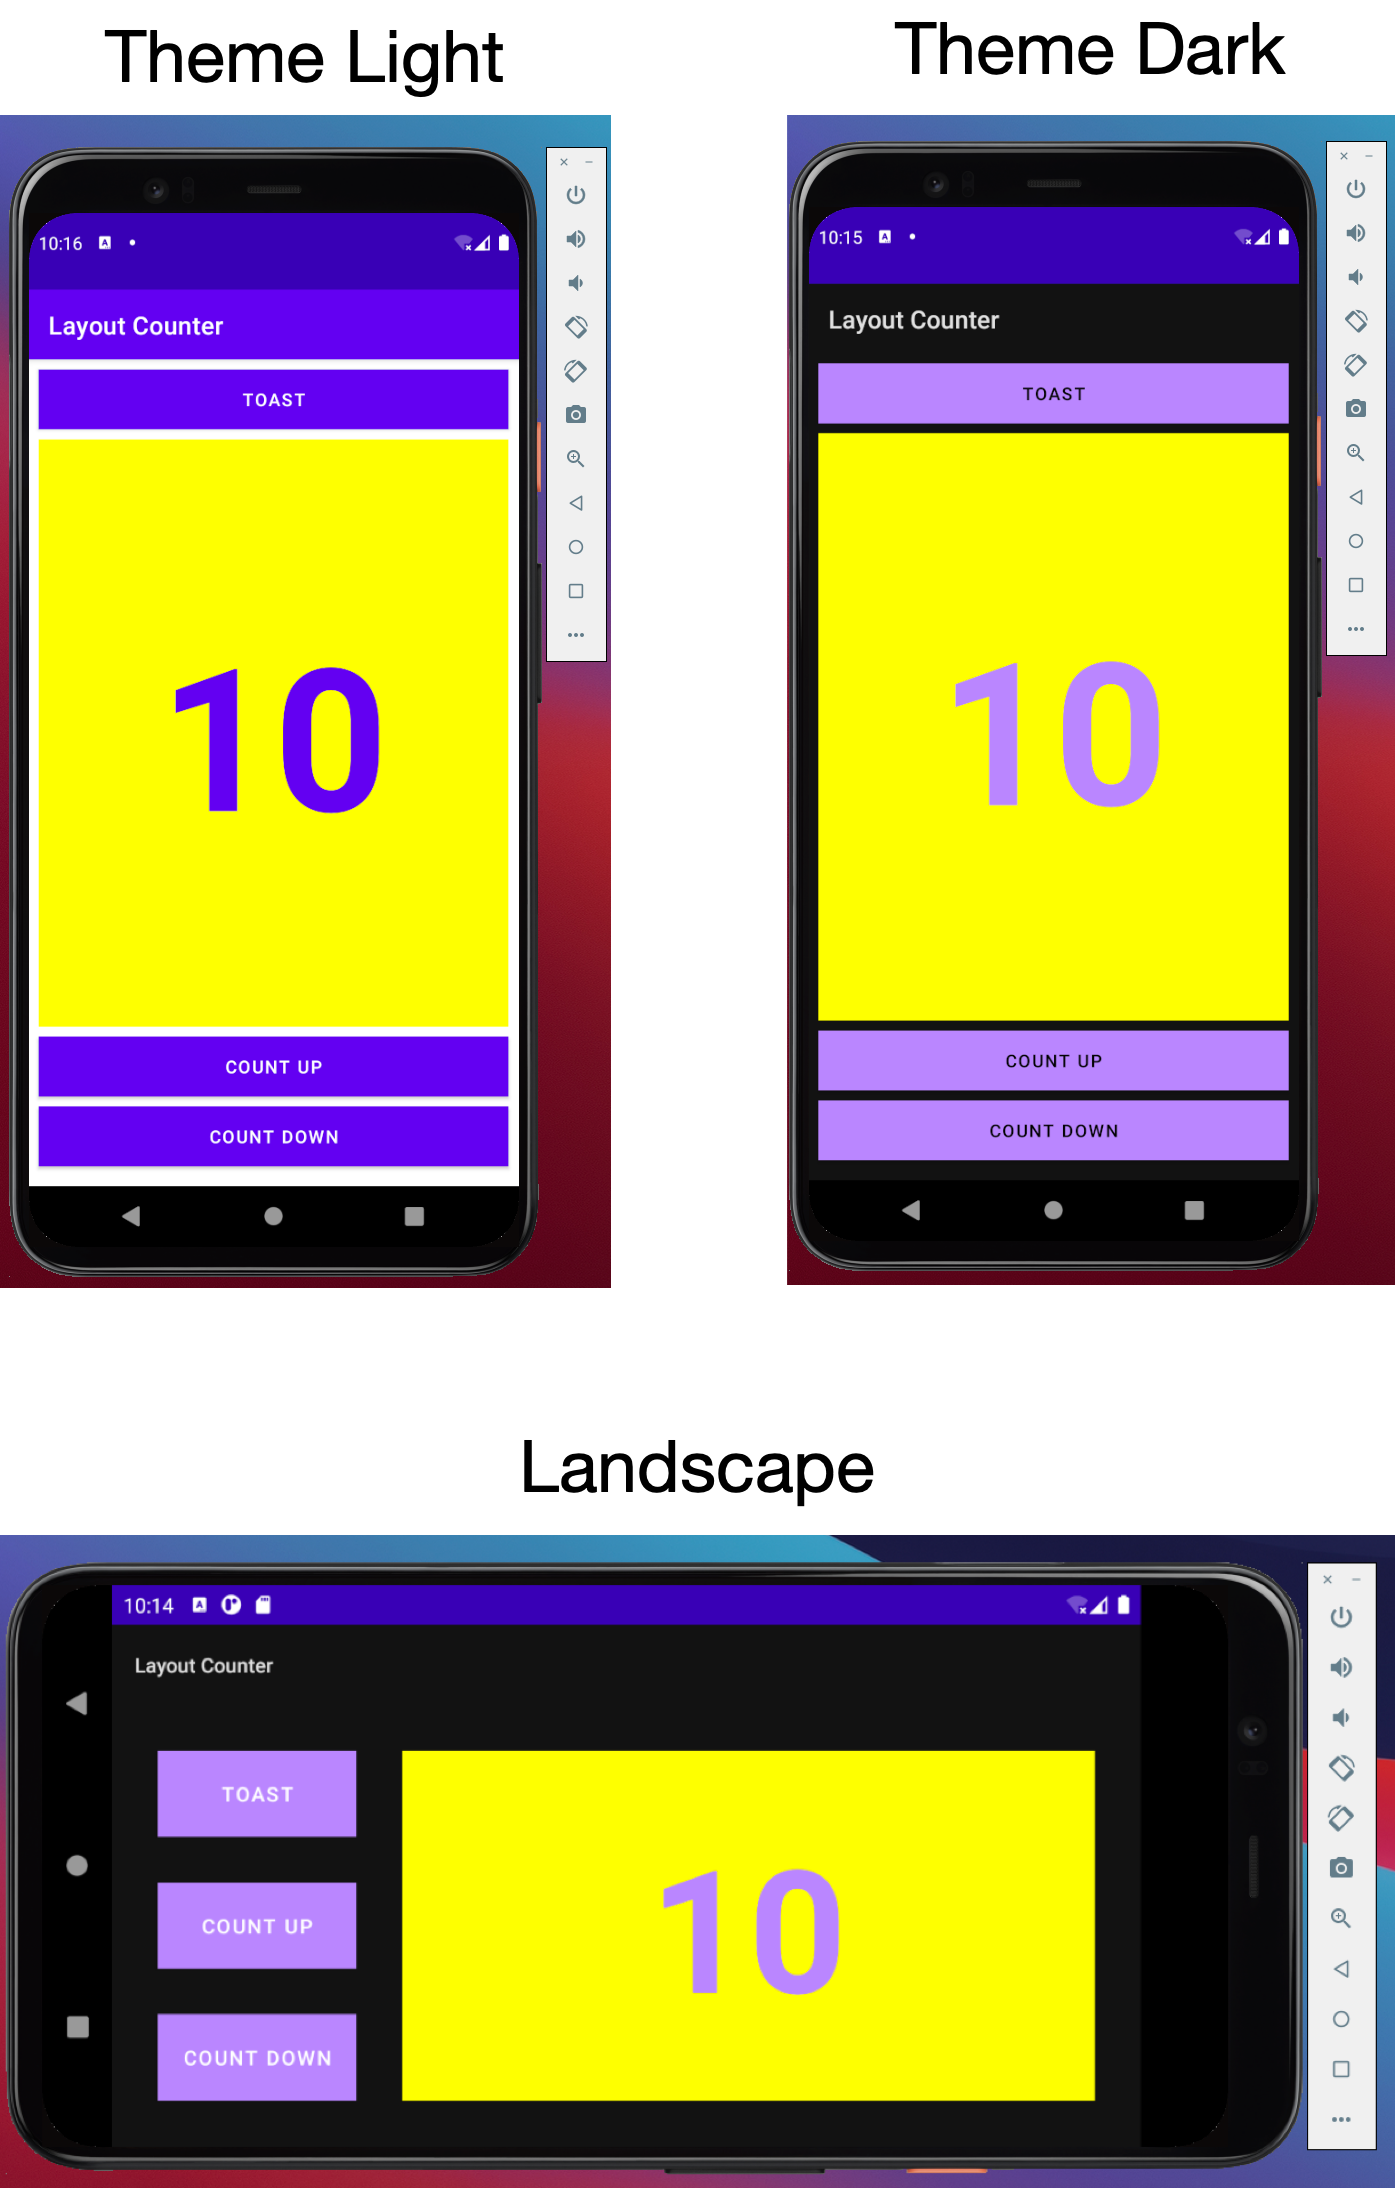 Theme Light
Theme Dark
10:16
Layout Counter
TOAST
10
COUNT UP
COUNT DOWN
10:15
Layout Counter
TOAST
10
COUNT UP
COUNT DOWN
Landscape
10:14
Layout Counter
TOAST
COUNT UP
COUNT DOWN
10